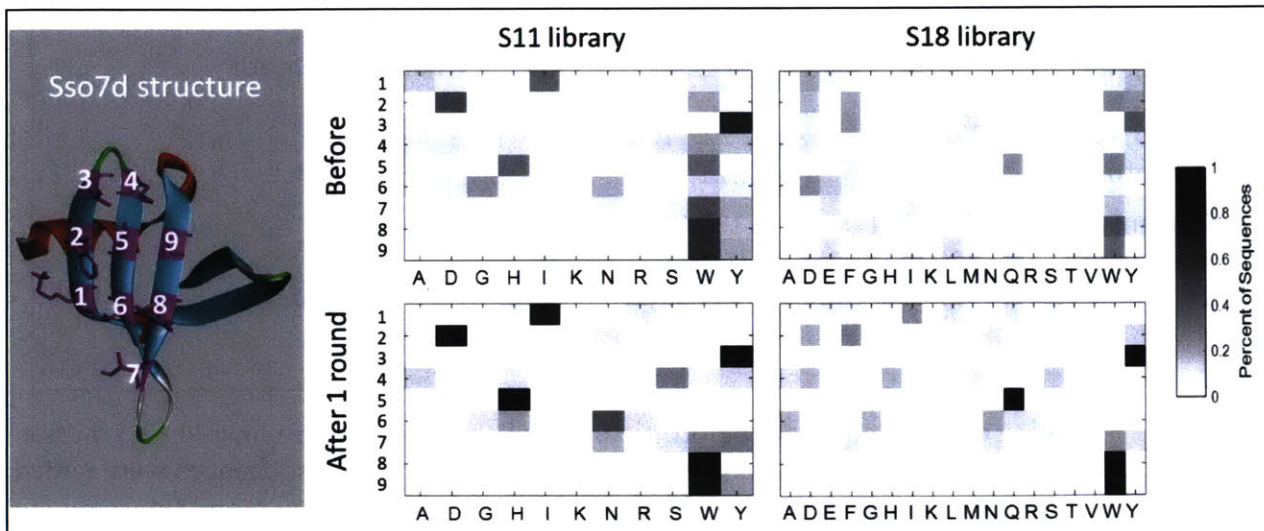 Sso7d structure
3 4
2 5 9
1 6 8
7
S11 library
S18 library
Before
1
2
3
4
5
6
7
8
9
A D G H I K N R S W Y
A D E F G H I K L M N Q R S T V W Y
After 1 round
1
2
3
4
5
6
7
8
9
A D G H I K N R S W Y
A D E F G H I K L M N Q R S T V W Y
1
0.8
0.6
0.4
0.2
0
Percent of Sequences